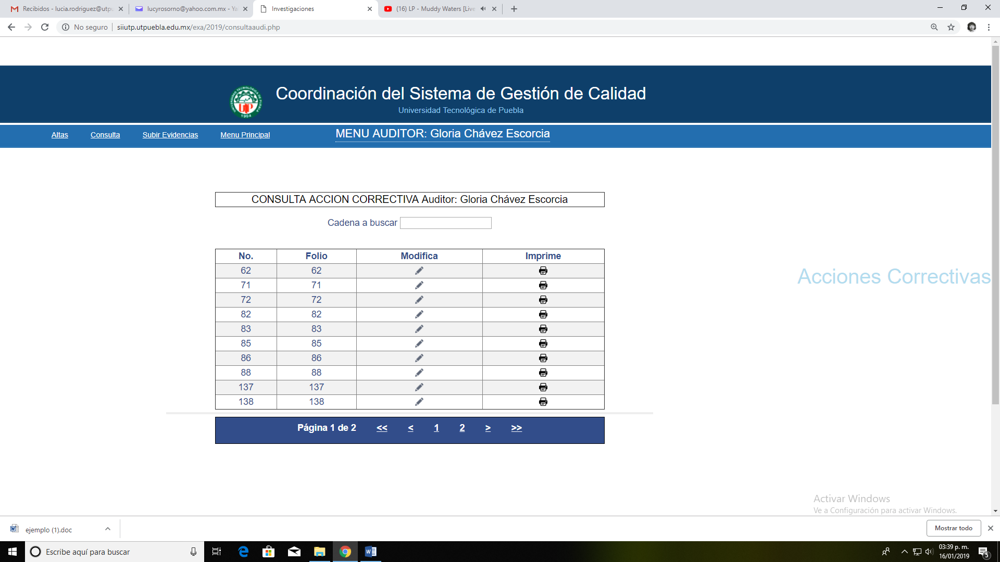 Recibidos - lucia.rodriguez@utpu
lucyrosorno@yahoo.com.mx - Ya
Investigaciones
(16) LP - Muddy Waters [Live
No seguro
siiutp.utpuebla.edu.mx/exa/2019/consultaaudi.php
Coordinación del Sistema de Gestión de Calidad
Universidad Tecnológica de Puebla
Altas Consulta Subir Evidencias Menu Principal MENU AUDITOR: Gloria Chávez Escorcia
CONSULTA ACCION CORRECTIVA Auditor: Gloria Chávez Escorcia
Cadena a buscar
No. Folio Modifica Imprime
62 62
71 71
72 72
82 82
83 83
85 85
86 86
88 88
137 137
138 138
Acciones Correctivas
Página 1 de 2 << < 1 2 > >>
Activar Windows
Ve a Configuración para activar Windows.
ejemplo (1).doc
Mostrar todo
Escribe aquí para buscar
03:39 p. m.
16/01/2019
5